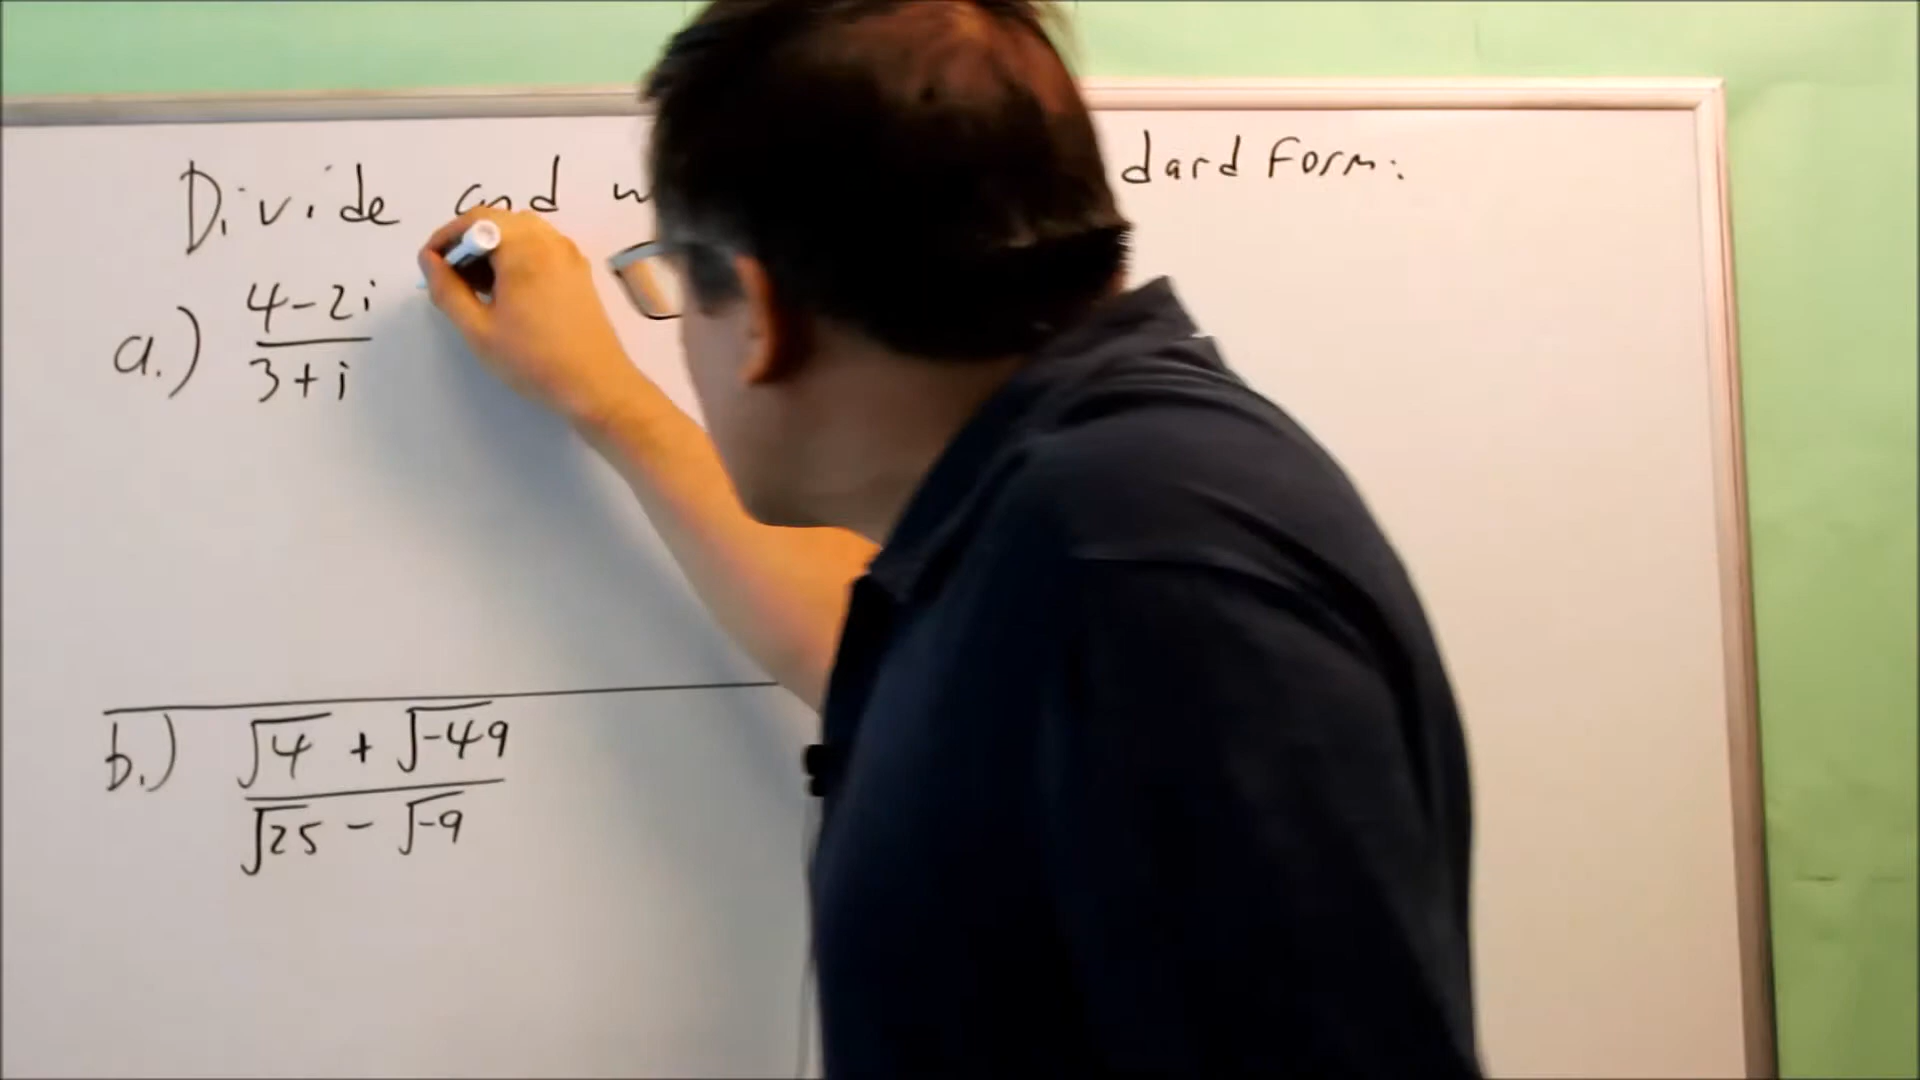 Divide and w dard Form:
a.) 4-2i
3+i
b.) √4 + √-49
√25 - √-9